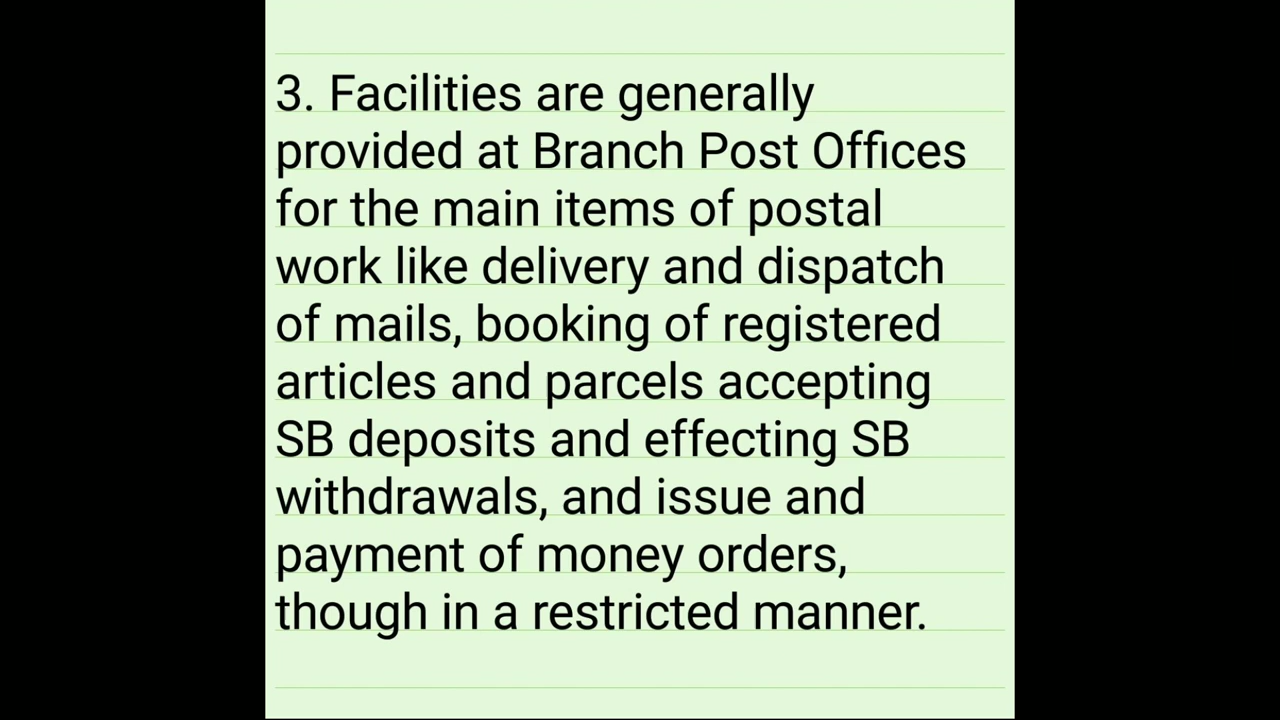 3. Facilities are generally
provided at Branch Post Offices
for the main items of postal
work like delivery and dispatch
of mails, booking of registered
articles and parcels accepting
SB deposits and effecting SB
withdrawals, and issue and
payment of money orders,
though in a restricted manner.